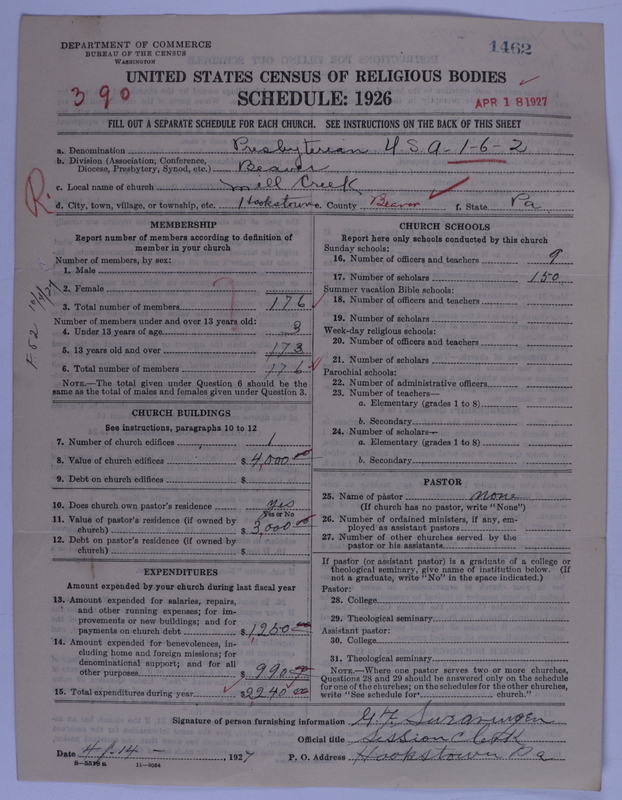 DEPARTMENT OF COMMERCE
BUREAU OF THE CENSUS
WASHINGTON
1462
UNITED STATES CENSUS OF RELIGIOUS BODIES
SCHEDULE: 1926
390
APR 18 1927
FILL OUT A SEPARATE SCHEDULE FOR EACH CHURCH. SEE INSTRUCTIONS ON THE BACK OF THIS SHEET
a. Denomination Presbyterian U S A 1-6-2
b. Division (Association, Conference, Diocese, Presbytery, Synod, etc.) Beaver
c. Local name of church Mill Creek
R.
d. City, town, village, or township, etc. Hookstown e. County Beaver f. State Pa
MEMBERSHIP
Report number of members according to definition of
member in your church
Number of members, by sex:
1. Male
2. Female
3. Total number of members 176
Number of members under and over 13 years old:
4. Under 13 years of age 3
5. 13 years old and over 173
6. Total number of members 176
NOTE.—The total given under Question 6 should be the
same as the total of males and females given under Question 3.
CHURCH BUILDINGS
See instructions, paragraphs 10 to 12
7. Number of church edifices 1
8. Value of church edifices $4,000.00
9. Debt on church edifices $
10. Does church own pastor's residence yes
Yes or No
11. Value of pastor's residence (if owned by
church) $3,000.00
12. Debt on pastor's residence (if owned by
church) $
EXPENDITURES
Amount expended by your church during last fiscal year
13. Amount expended for salaries, repairs,
and other running expenses; for im-
provements or new buildings; and for
payments on church debt $1250.00
14. Amount expended for benevolences, in-
cluding home and foreign missions; for
denominational support; and for all
other purposes $990.00
15. Total expenditures during year $2240.00
CHURCH SCHOOLS
Report here only schools conducted by this church
Sunday schools:
16. Number of officers and teachers 9
17. Number of scholars 150
Summer vacation Bible schools:
18. Number of officers and teachers
19. Number of scholars
Week-day religious schools:
20. Number of officers and teachers
21. Number of scholars
Parochial schools:
22. Number of administrative officers
23. Number of teachers—
a. Elementary (grades 1 to 8)
b. Secondary
24. Number of scholars—
a. Elementary (grades 1 to 8)
b. Secondary
PASTOR
25. Name of pastor none
(If church has no pastor, write "None")
26. Number of ordained ministers, if any, em-
ployed as assistant pastors
27. Number of other churches served by the
pastor or his assistants
If pastor (or assistant pastor) is a graduate of a college or
theological seminary, give name of institution below. (If
not a graduate, write "No" in the space indicated.)
Pastor:
28. College
29. Theological seminary
Assistant pastor:
30. College
31. Theological seminary
NOTE.—Where one pastor serves two or more churches,
Questions 28 and 29 should be answered only on the schedule
for one of the churches; on the schedules for the other churches,
write "See schedule for church."
Signature of person furnishing information G. F. Swearingen
Official title Session Clerk
Date 4/14 - , 1927 P. O. Address Hookstown Pa
8-5518a 11-9064